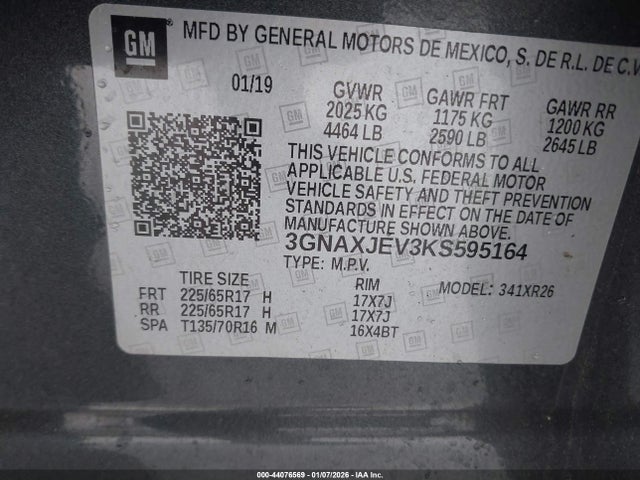 GM MFD BY GENERAL MOTORS DE MEXICO, S. DE R.L. DE C.V
01/19 GVWR GAWR FRT GAWR RR
2025 KG 1175 KG 1200 KG
4464 LB 2590 LB 2645 LB
THIS VEHICLE CONFORMS TO ALL
APPLICABLE U.S. FEDERAL MOTOR
VEHICLE SAFETY AND THEFT PREVENTION
STANDARDS IN EFFECT ON THE DATE OF
MANUFACTURE SHOWN ABOVE.
3GNAXJEV3KS595164
TYPE: M.P.V.
TIRE SIZE RIM MODEL: 341XR26
FRT 225/65R17 H 17X7J
RR 225/65R17 H 17X7J
SPA T135/70R16 M 16X4BT
000-44076569 - 01/07/2026 - IAA Inc.